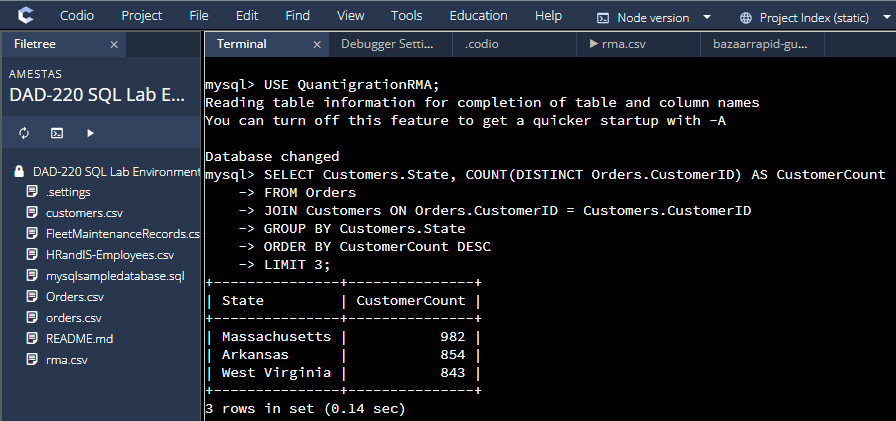 Codio Project File Edit Find View Tools Education Help Node version Project Index (static)
Filetree × Terminal × Debugger Setti... .codio rma.csv bazaarrapid-gu...
AMESTAS
DAD-220 SQL Lab E...
DAD-220 SQL Lab Environment
.settings
customers.csv
FleetMaintenanceRecords.cs
HRandIS-Employees.csv
mysqlsampledatabase.sql
Orders.csv
orders.csv
README.md
rma.csv
mysql> USE QuantigrationRMA;
Reading table information for completion of table and column names
You can turn off this feature to get a quicker startup with -A
Database changed
mysql> SELECT Customers.State, COUNT(DISTINCT Orders.CustomerID) AS CustomerCount
    -> FROM Orders
    -> JOIN Customers ON Orders.CustomerID = Customers.CustomerID
    -> GROUP BY Customers.State
    -> ORDER BY CustomerCount DESC
    -> LIMIT 3;
+---------------+---------------+
| State         | CustomerCount |
+---------------+---------------+
| Massachusetts |           982 |
| Arkansas      |           854 |
| West Virginia |           843 |
+---------------+---------------+
3 rows in set (0.14 sec)